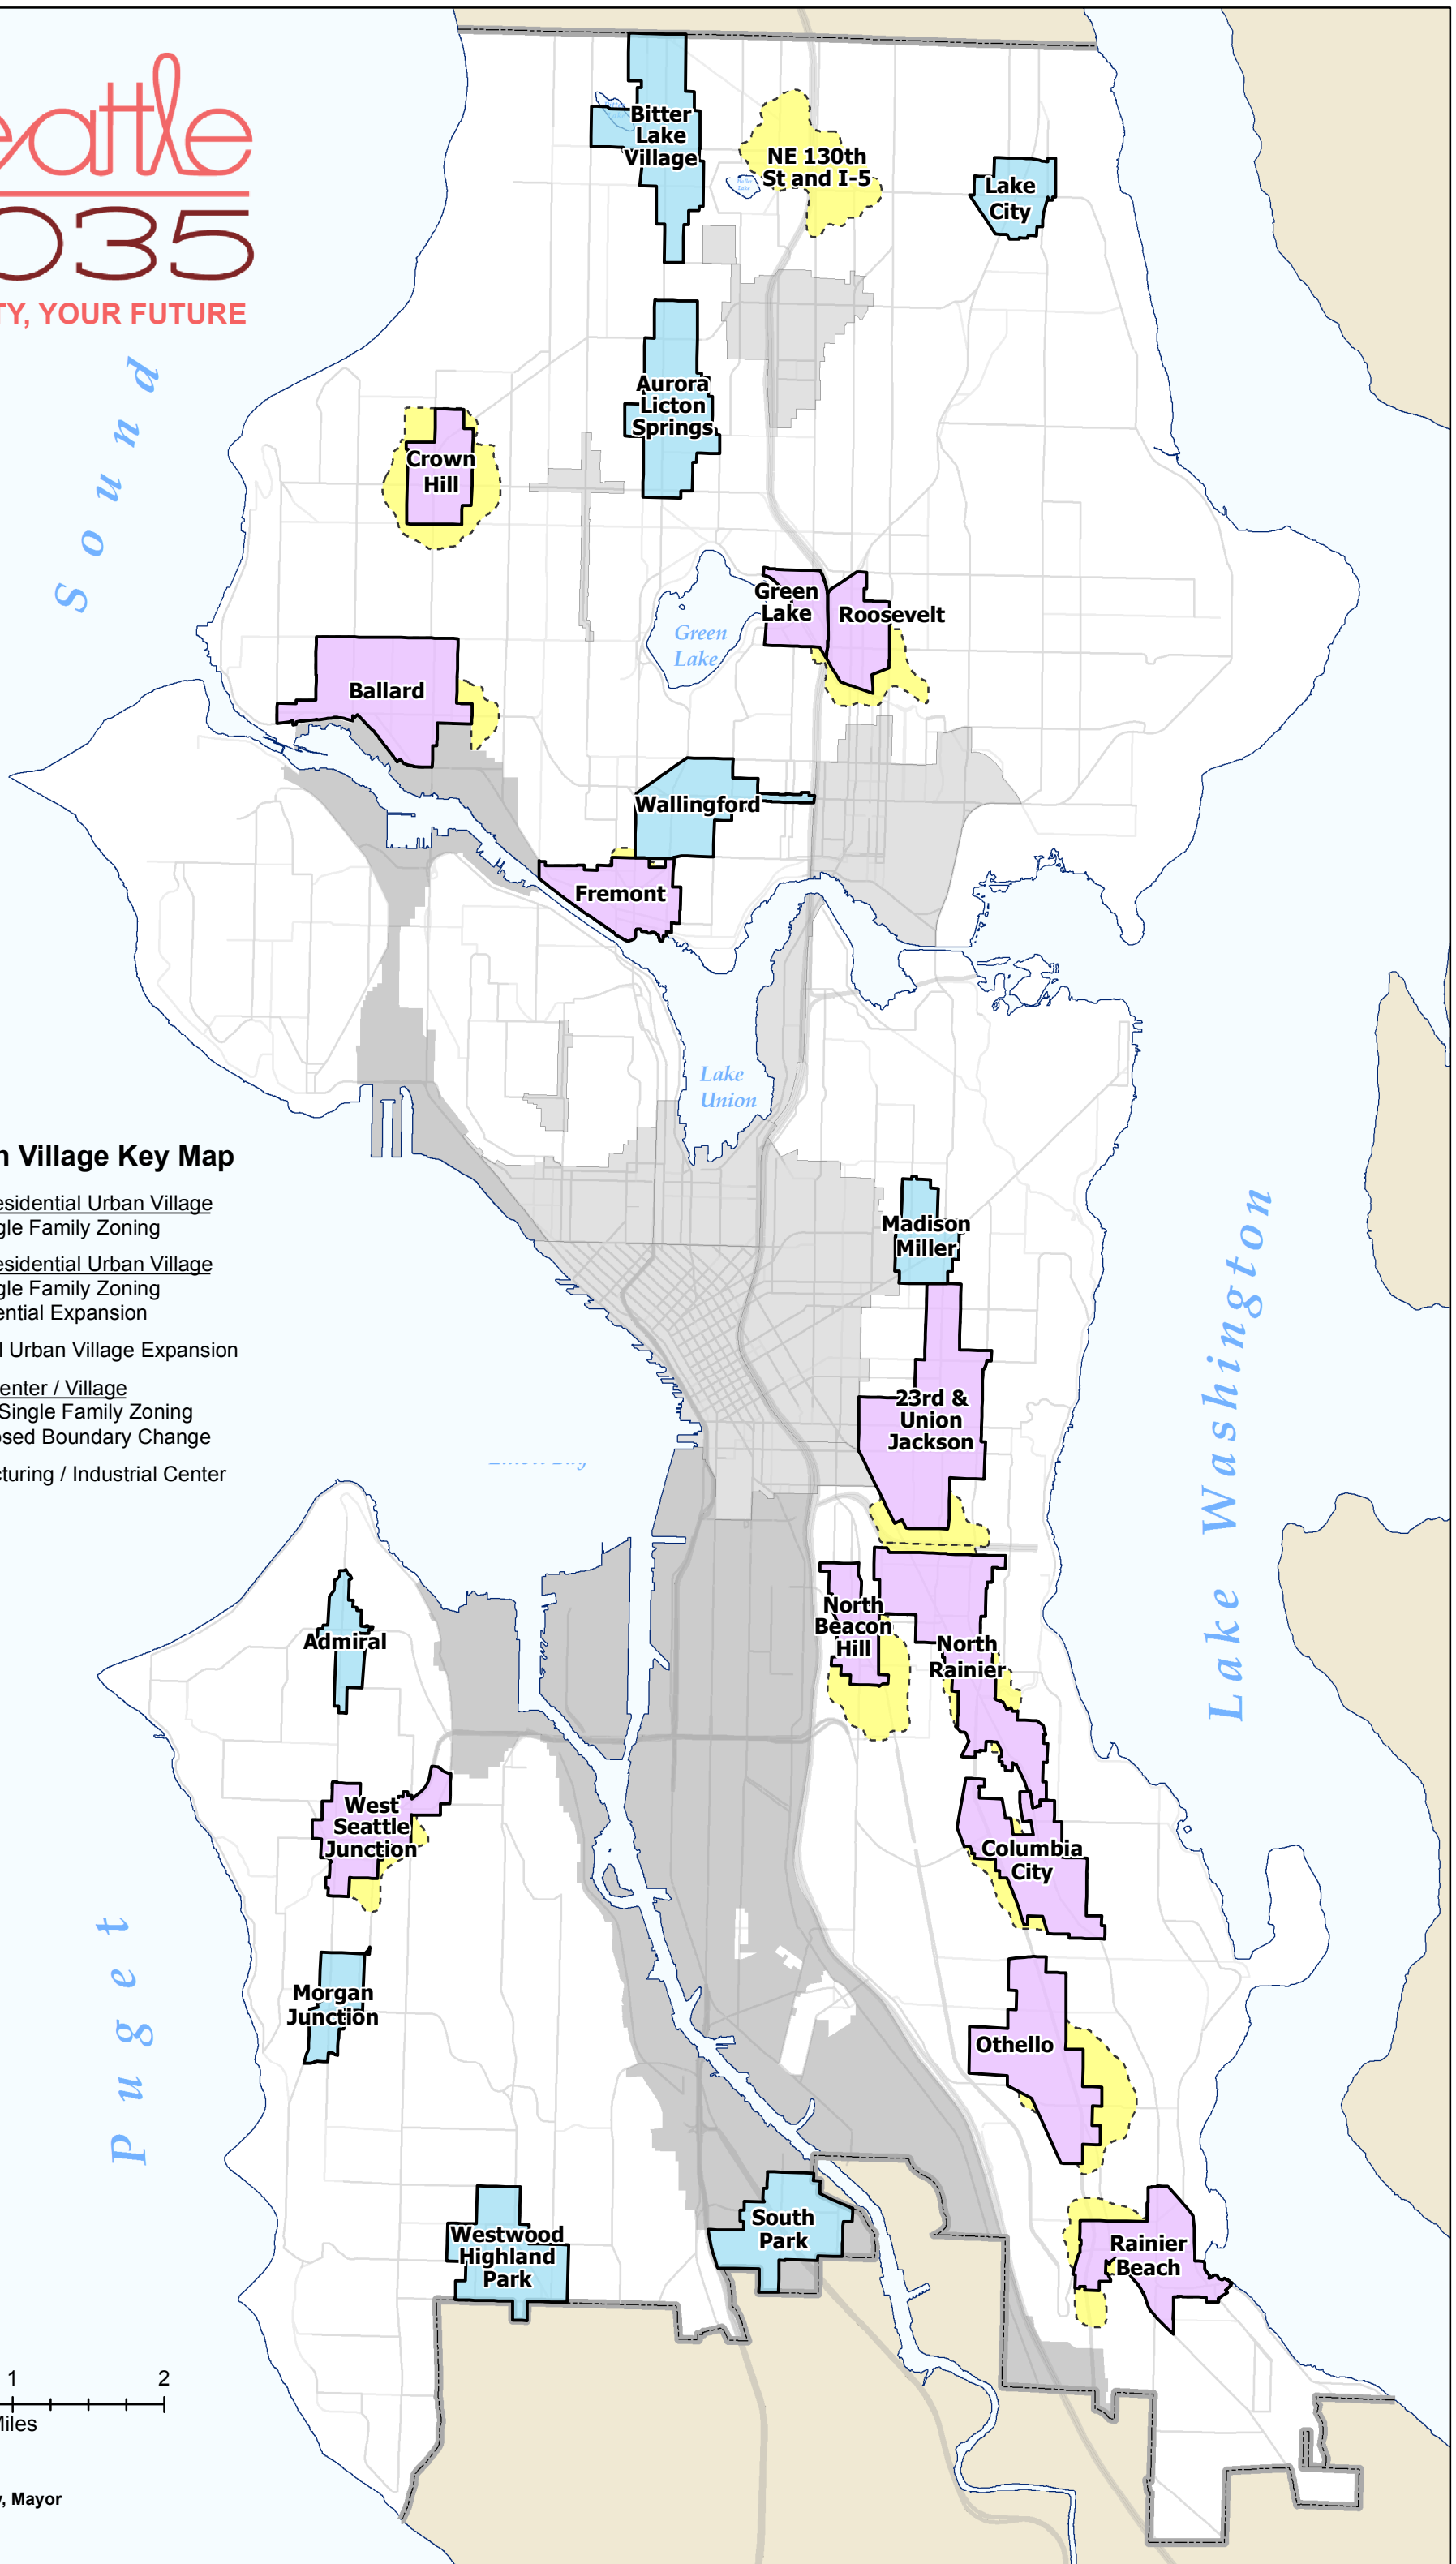 eattle
035
TY, YOUR FUTURE
Bitter
Lake
Village
NE 130th
St and I-5
Lake
City
Aurora
Licton
Springs
Crown
Hill
Sound
Green
Lake
Roosevelt
Green
Lake
Ballard
Wallingford
Fremont
Lake
Union
n Village Key Map
esidential Urban Village
gle Family Zoning
esidential Urban Village
gle Family Zoning
ential Expansion
l Urban Village Expansion
enter / Village
Single Family Zoning
osed Boundary Change
cturing / Industrial Center
Madison
Miller
23rd &
Union
Jackson
Lake Washington
North
Beacon
Hill
North
Rainier
Admiral
West
Seattle
Junction
Columbia
City
Puget
Morgan
Junction
Othello
Westwood
Highland
Park
South
Park
Rainier
Beach
1 2
Miles
, Mayor